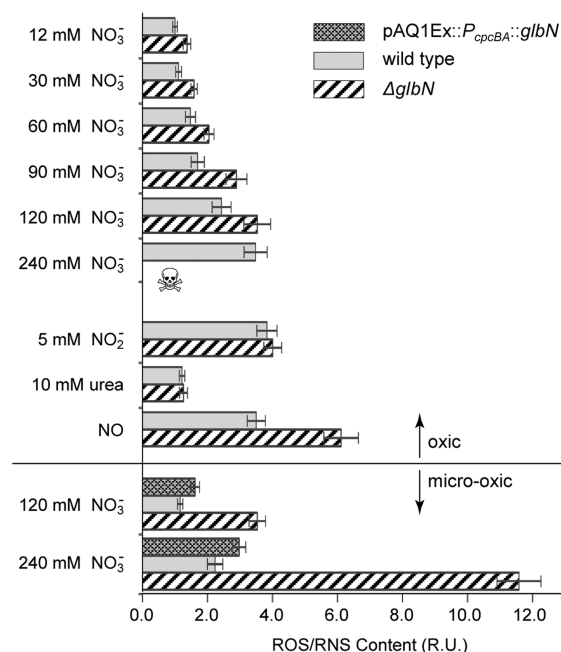 12 mM NO₃⁻
30 mM NO₃⁻
60 mM NO₃⁻
90 mM NO₃⁻
120 mM NO₃⁻
240 mM NO₃⁻
5 mM NO₂⁻
10 mM urea
NO
120 mM NO₃⁻
240 mM NO₃⁻
pAQ1Ex::PcpcBA::glbN
wild type
ΔglbN
oxic
micro-oxic
0.0 2.0 4.0 6.0 8.0 10.0 12.0
ROS/RNS Content (R.U.)